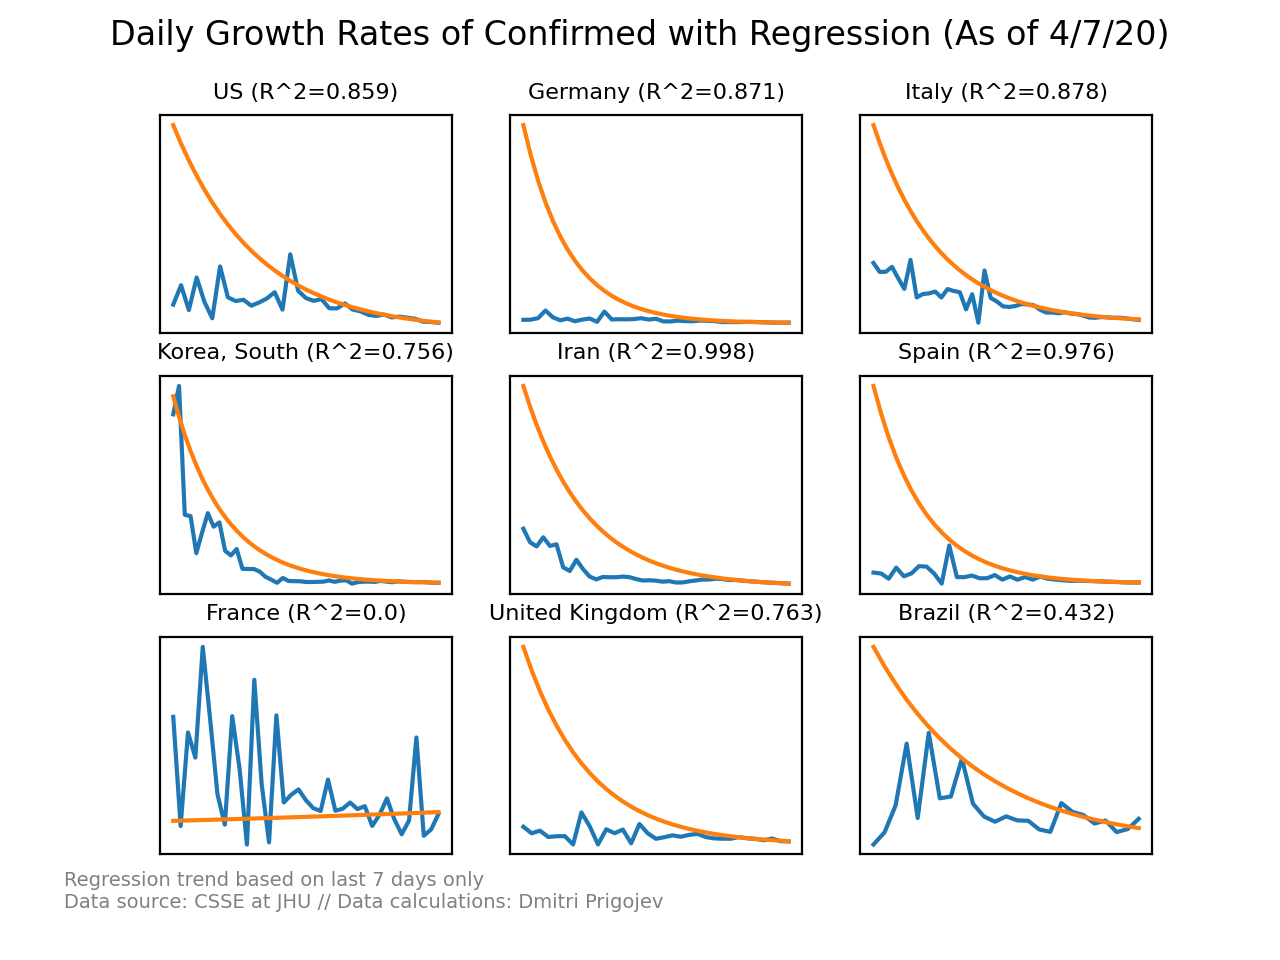 Daily Growth Rates of Confirmed with Regression (As of 4/7/20)
US (R^2=0.859)
Germany (R^2=0.871)
Italy (R^2=0.878)
Korea, South (R^2=0.756)
Iran (R^2=0.998)
Spain (R^2=0.976)
France (R^2=0.0)
United Kingdom (R^2=0.763)
Brazil (R^2=0.432)
Regression trend based on last 7 days only
Data source: CSSE at JHU // Data calculations: Dmitri Prigojev